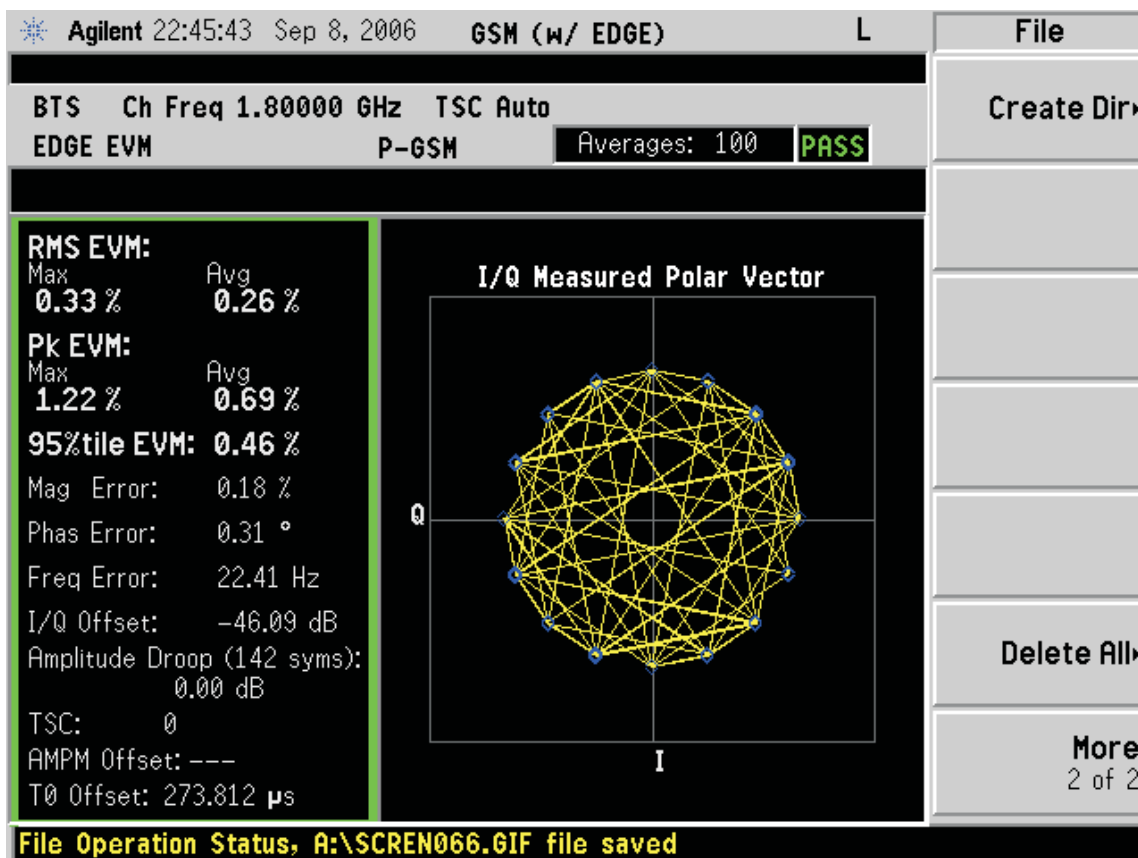 Agilent 22:45:43 Sep 8, 2006 GSM (w/ EDGE) L
BTS Ch Freq 1.80000 GHz TSC Auto
EDGE EVM P-GSM Averages: 100 PASS
RMS EVM:
Max Avg
0.33 % 0.26 %
Pk EVM:
Max Avg
1.22 % 0.69 %
95%tile EVM: 0.46 %
Mag Error: 0.18 %
Phas Error: 0.31 °
Freq Error: 22.41 Hz
I/Q Offset: -46.09 dB
Amplitude Droop (142 syms):
0.00 dB
TSC: 0
AMPM Offset: ---
T0 Offset: 273.812 µs
I/Q Measured Polar Vector
Q
I
File
Create Dir
Delete All
More
2 of 2
File Operation Status, A:\SCREN066.GIF file saved